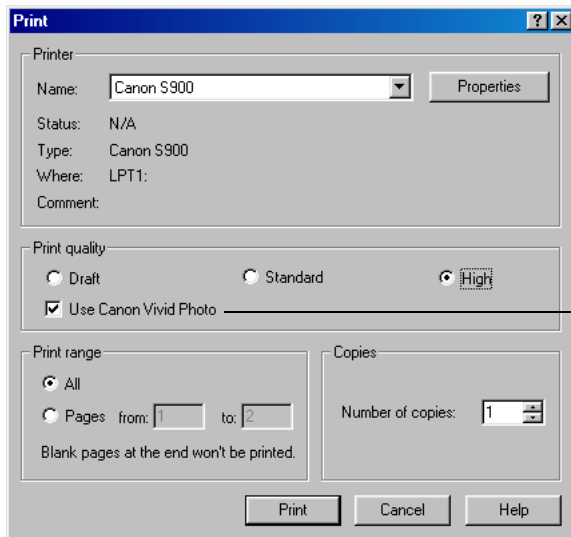 Print
Printer
Name: Canon S900 Properties
Status: N/A
Type: Canon S900
Where: LPT1:
Comment:
Print quality
Draft Standard High
Use Canon Vivid Photo
Print range Copies
All
Pages from: 1 to: 2 Number of copies: 1
Blank pages at the end won't be printed.
Print Cancel Help